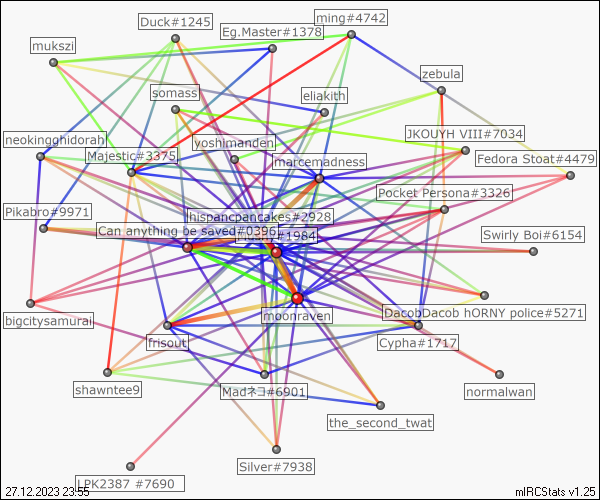 Duck#1245
ming#4742
Eg.Master#1378
mukszi
zebula
somass
eliakith
JKOUYH VIII#7034
neokingghidorah
yoshimanden
Majestic#3375
marcemadness
Fedora Stoat#4479
Pocket Persona#3326
Pikabro#9971
hispancpancakes#2928
Can anything be saved#0396
#1984
Swirly Boi#6154
bigcitysamurai
moonraven
DacobDacob hORNY police#5271
frisout
Cypha#1717
shawntee9
Madネコ#6901
normalwan
the_second_twat
Silver#7938
LPK2387 #7690
27.12.2023 23:55
mIRCStats v1.25